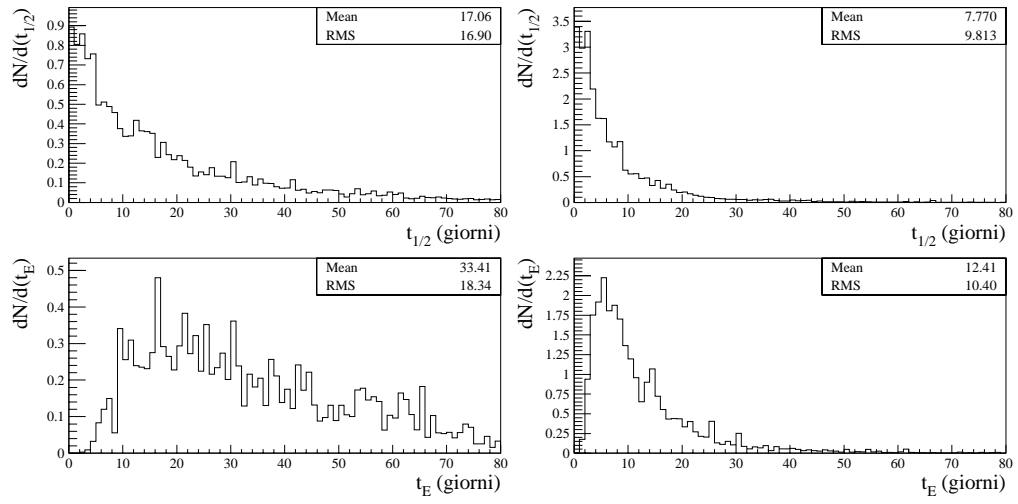 dN/d(t1/2)
0.9
0.8
0.7
0.6
0.5
0.4
0.3
0.2
0.1
0
Mean 17.06
RMS 16.90
0 10 20 30 40 50 60 70 80
t1/2 (giorni)
dN/d(t1/2)
3.5
3
2.5
2
1.5
1
0.5
0
Mean 7.770
RMS 9.813
0 10 20 30 40 50 60 70 80
t1/2 (giorni)
dN/d(tE)
0.5
0.4
0.3
0.2
0.1
0
Mean 33.41
RMS 18.34
0 10 20 30 40 50 60 70 80
tE (giorni)
dN/d(tE)
2.25
2
1.75
1.5
1.25
1
0.75
0.5
0.25
0
Mean 12.41
RMS 10.40
0 10 20 30 40 50 60 70 80
tE (giorni)